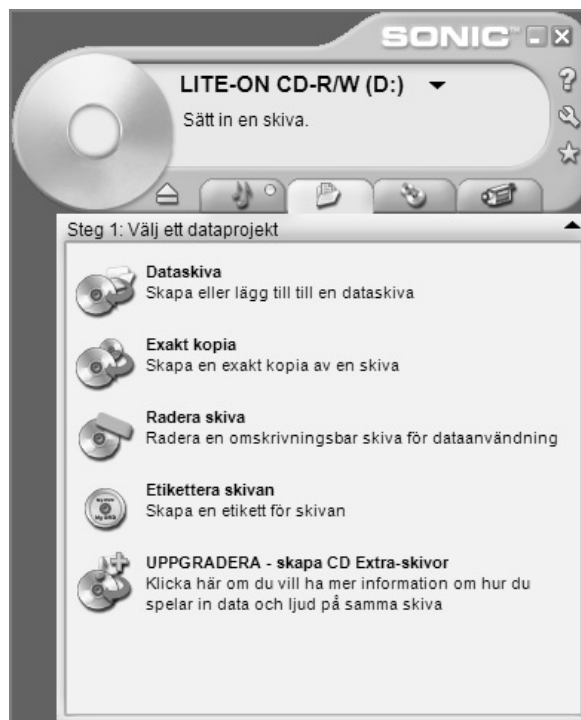 SONIC™
LITE-ON CD-R/W (D:)
Sätt in en skiva.
Steg 1: Välj ett dataprojekt
Dataskiva
Skapa eller lägg till till en dataskiva
Exakt kopia
Skapa en exakt kopia av en skiva
Radera skiva
Radera en omskrivningsbar skiva för dataanvändning
Etikettera skivan
Skapa en etikett för skivan
UPPGRADERA - skapa CD Extra-skivor
Klicka här om du vill ha mer information om hur du
spelar in data och ljud på samma skiva